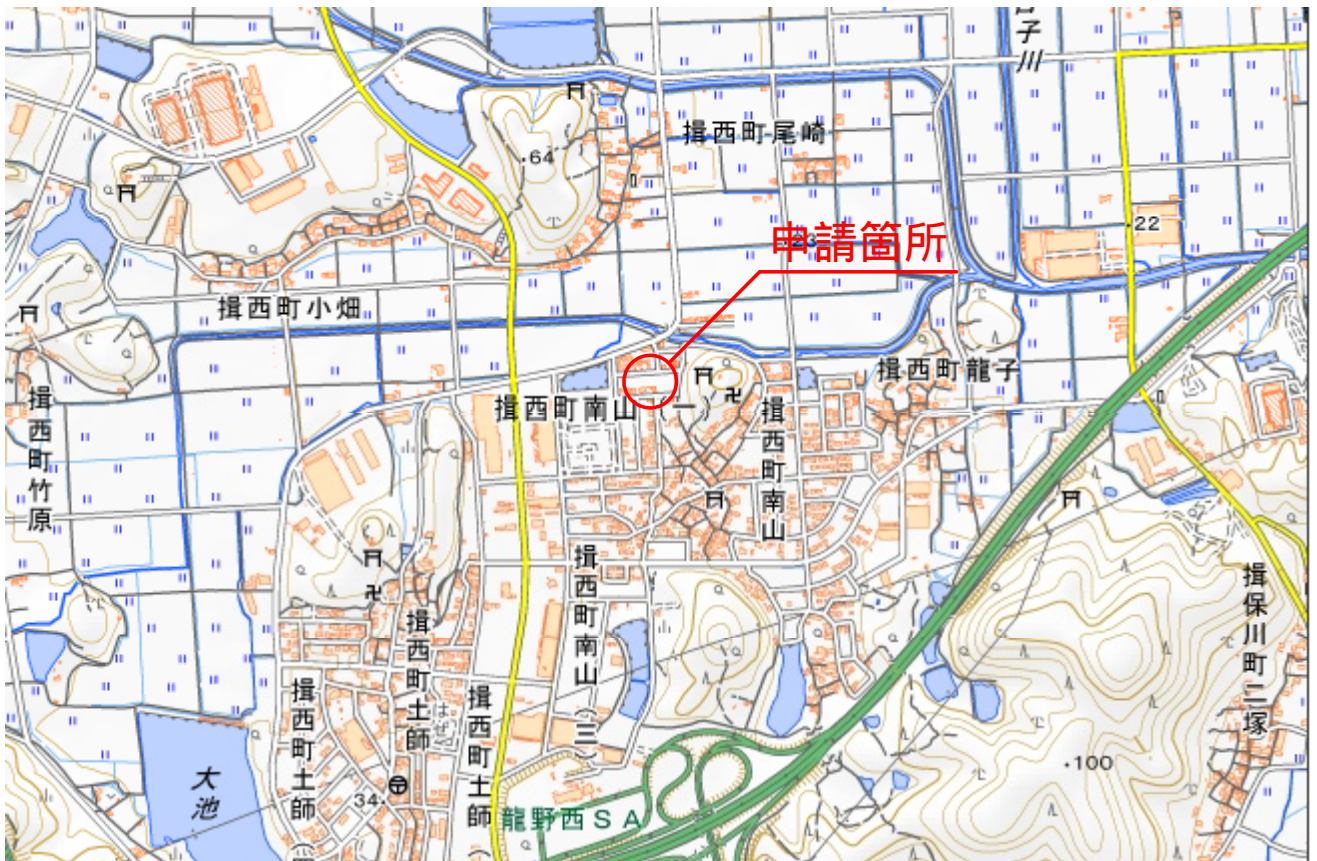 子川
揖西町尾崎
・64
申請箇所
・22
揖西町小畑
揖西町龍子
揖西町南山(一)
揖西町竹原
揖西町南山
揖西町南山(三)
揖西町土師
はぜ
揖西町土師
揖西町土師
揖保川町二塚
大池
34・
・100
龍野西SA